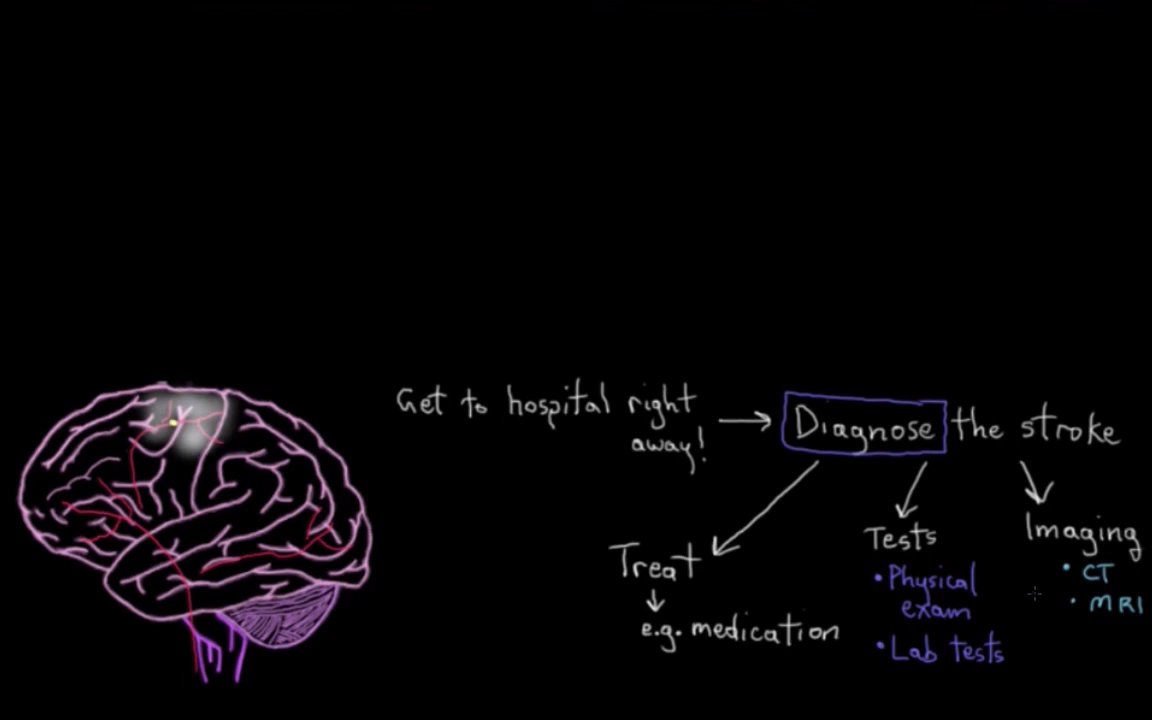 Get to hospital right
away!
Diagnose the stroke
Treat
e.g. medication
Tests
• Physical
exam
• Lab tests
Imaging
• CT
• MRI